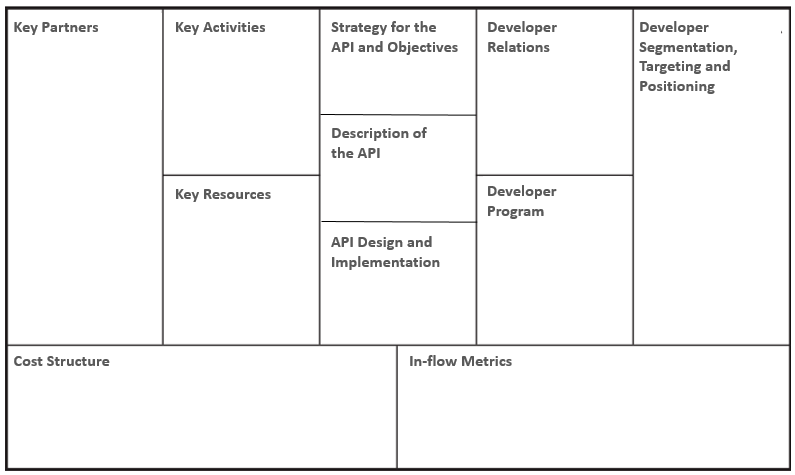 Key Partners
Key Activities
Strategy for the
API and Objectives
Developer
Relations
Developer
Segmentation,
Targeting and
Positioning
Description of
the API
Key Resources
Developer
Program
API Design and
Implementation
Cost Structure
In-flow Metrics